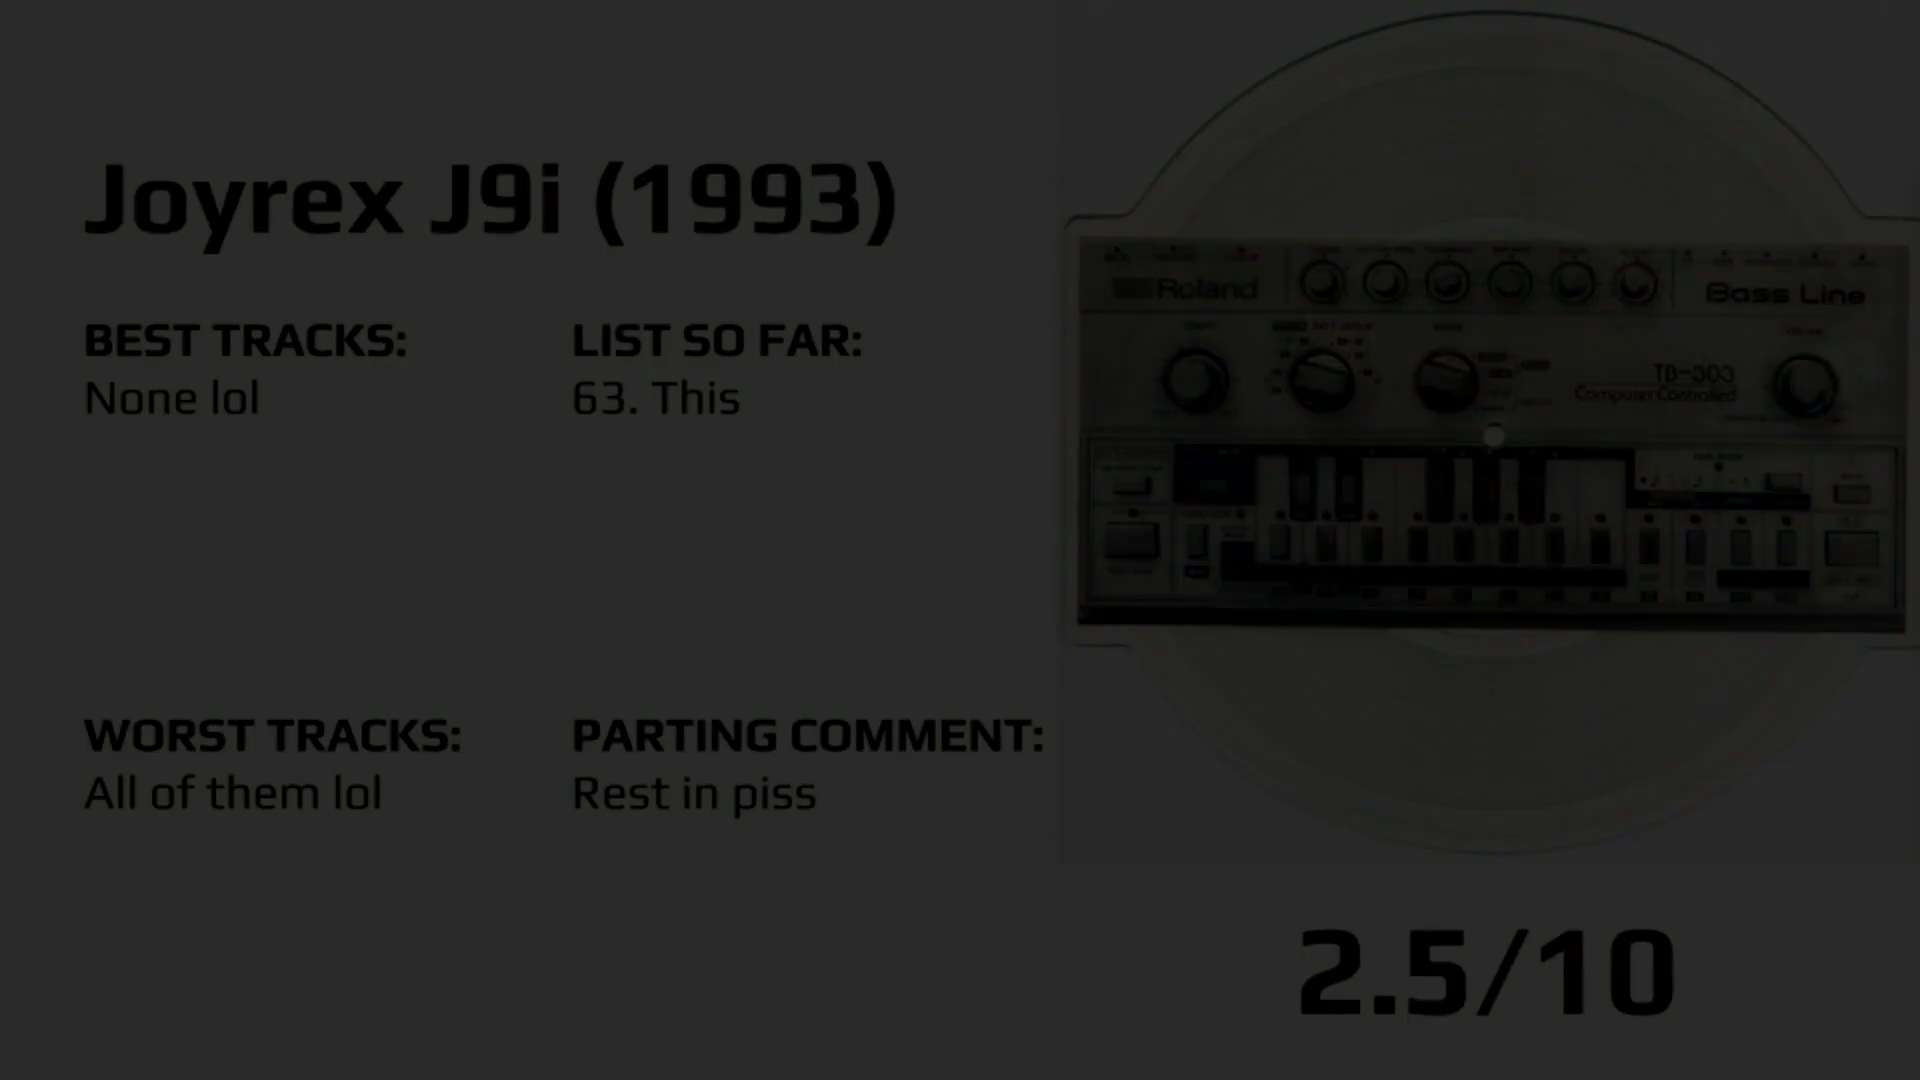 Joyrex J9i (1993)
BEST TRACKS:
None lol
LIST SO FAR:
63. This
WORST TRACKS:
All of them lol
PARTING COMMENT:
Rest in piss
Roland
Bass Line
TB-303
Computer Controlled
2.5/10